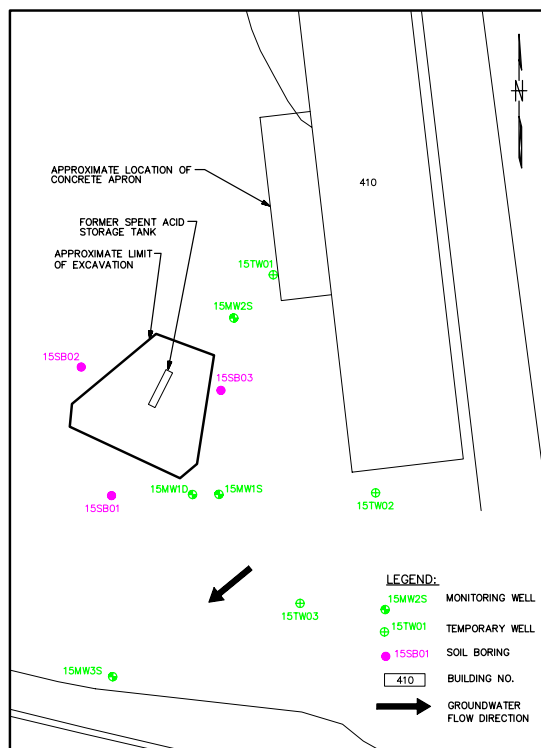 N
410
APPROXIMATE LOCATION OF
CONCRETE APRON
FORMER SPENT ACID
STORAGE TANK
APPROXIMATE LIMIT
OF EXCAVATION
15TW01
15MW2S
15SB02
15SB03
15SB01
15MW1D
15MW1S
15TW02
15TW03
15MW3S
LEGEND:
15MW2S MONITORING WELL
15TW01 TEMPORARY WELL
15SB01 SOIL BORING
410 BUILDING NO.
GROUNDWATER
FLOW DIRECTION